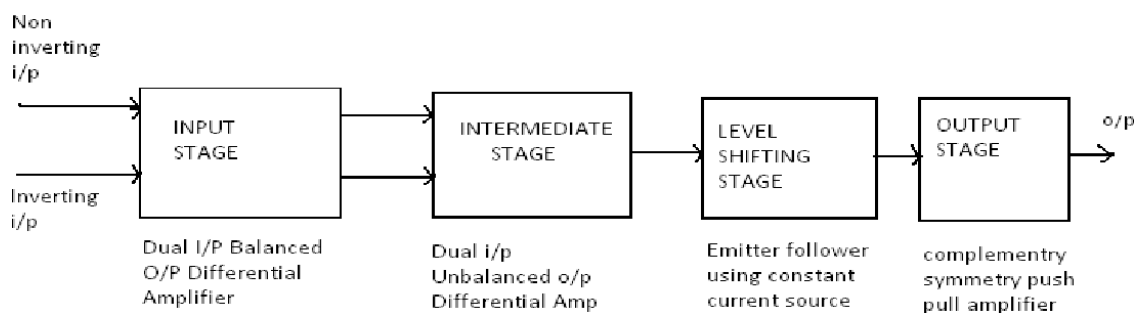 Non
inverting
i/p
Inverting
i/p
INPUT
STAGE
Dual I/P Balanced
O/P Differential
Amplifier
INTERMEDIATE
STAGE
Dual i/p
Unbalanced o/p
Differential Amp
LEVEL
SHIFTING
STAGE
Emitter follower
using constant
current source
OUTPUT
STAGE
complementry
symmetry push
pull amplifier
o/p